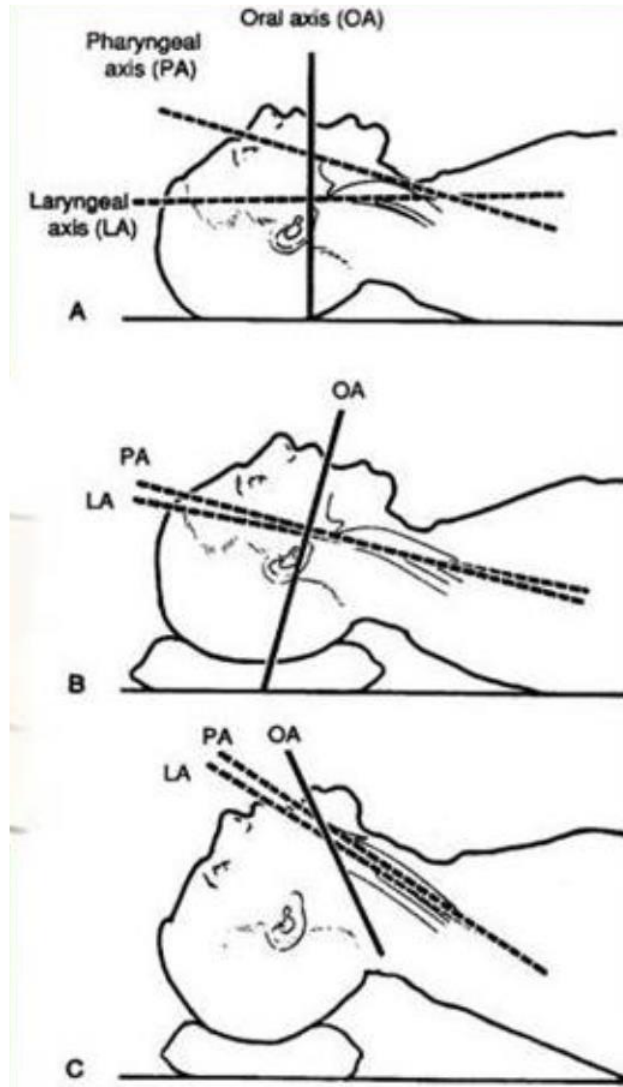 Oral axis (OA)
Pharyngeal
axis (PA)
Laryngeal
axis (LA)
A
OA
PA
LA
B
PA
OA
LA
C